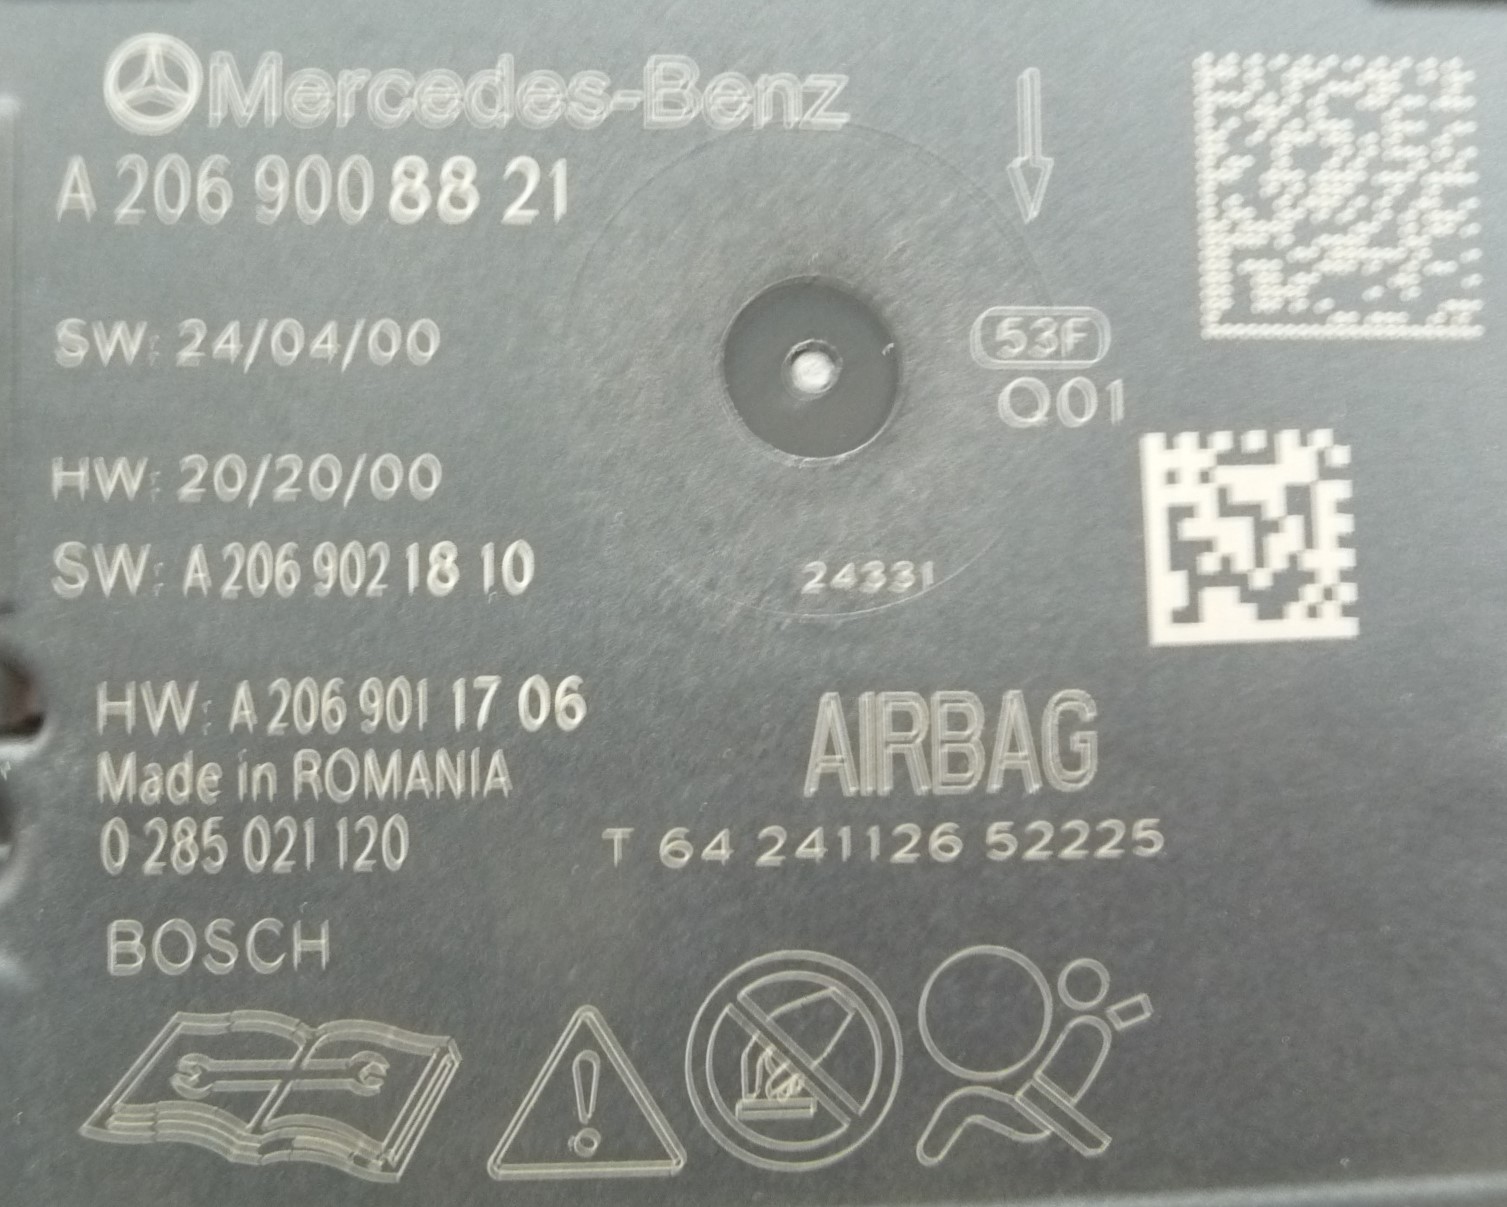 Mercedes-Benz
A 206 900 88 21
SW: 24/04/00
53F
Q01
HW: 20/20/00
SW: A 206 902 18 10
24331
HW: A 206 901 17 06
AIRBAG
Made in ROMANIA
0 285 021 120
T 64 241126 52225
BOSCH